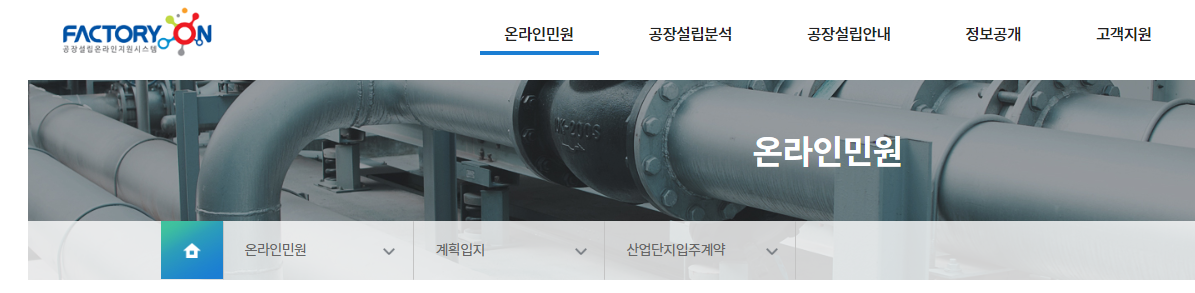 FACTORY ON
공장설립온라인지원시스템
온라인민원 공장설립분석 공장설립안내 정보공개 고객지원
온라인민원
온라인민원 계획입지 산업단지입주계약